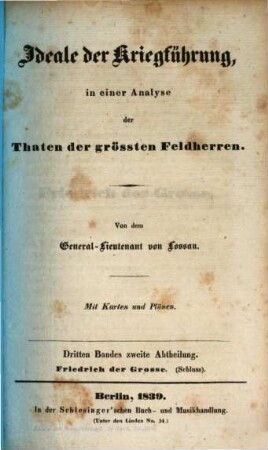 Ideale der Kriegführung,
in einer Analyse
der
Thaten der grössten Feldherren.
Von dem
General-Lieutenant von Lossau.
Mit Karten und Plänen.
Dritten Bandes zweite Abtheilung.
Friedrich der Grosse. (Schluss.)
Berlin, 1839.
In der Schlesinger'schen Buch- und Musikhandlung.
(Unter den Linden No. 34.)